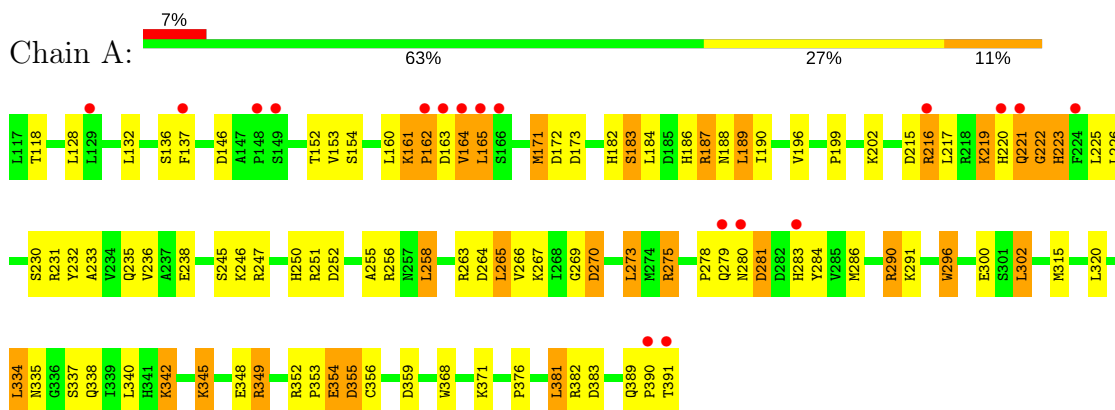 7%
Chain A:
63% 27% 11%
L117 T118 L128 L129 L132 S136 F137 D146 A147 P148 S149 T152 V153 S154 L160 K161 P162 D163 V164 L165 S166 M171 D172 D173 H182 S183 L184 D185 H186 R187 N188 L189 I190 V196 P199 K202 D215 R216 L217 R218 K219 H220 Q221 G222 H223 F224 L225 L226
S230 R231 Y232 A233 V234 Q235 V236 A237 E238 S245 K246 R247 H250 R251 D252 A255 R256 N257 L258 R263 D264 L265 V266 K267 I268 G269 D270 L273 M274 R275 P278 Q279 N280 D281 D282 H283 Y284 V285 M286 R290 K291 W296 E300 S301 L302 M315 L320
L334 N335 G336 S337 Q338 I339 L340 H341 K342 K345 E348 R349 R352 P353 E354 D355 C356 D359 W368 K371 P376 L381 R382 D383 Q389 P390 T391